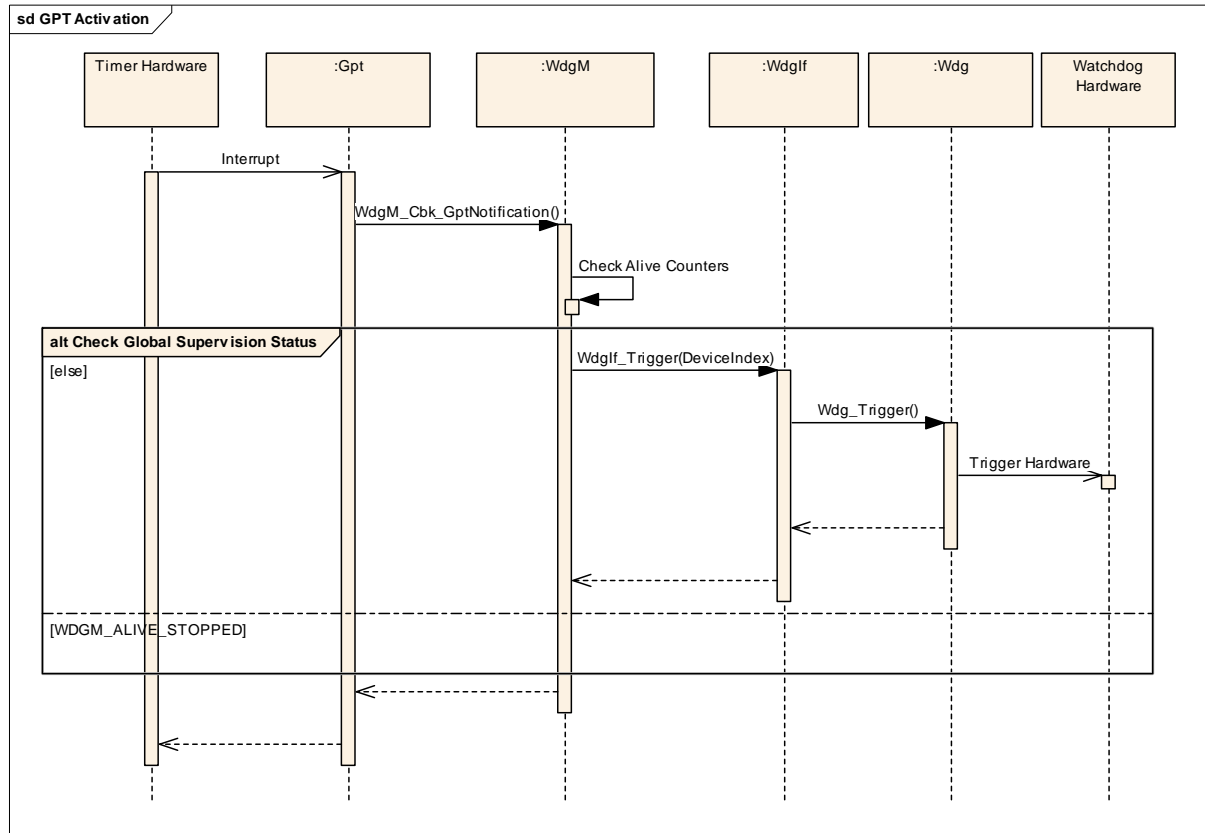 sd GPT Activation
Timer Hardware
:Gpt
:WdgM
:WdgIf
:Wdg
Watchdog
Hardware
Interrupt
WdgM_Cbk_GptNotification()
Check Alive Counters
alt Check Global Supervision Status
[else]
WdgIf_Trigger(DeviceIndex)
Wdg_Trigger()
Trigger Hardware
[WDGM_ALIVE_STOPPED]